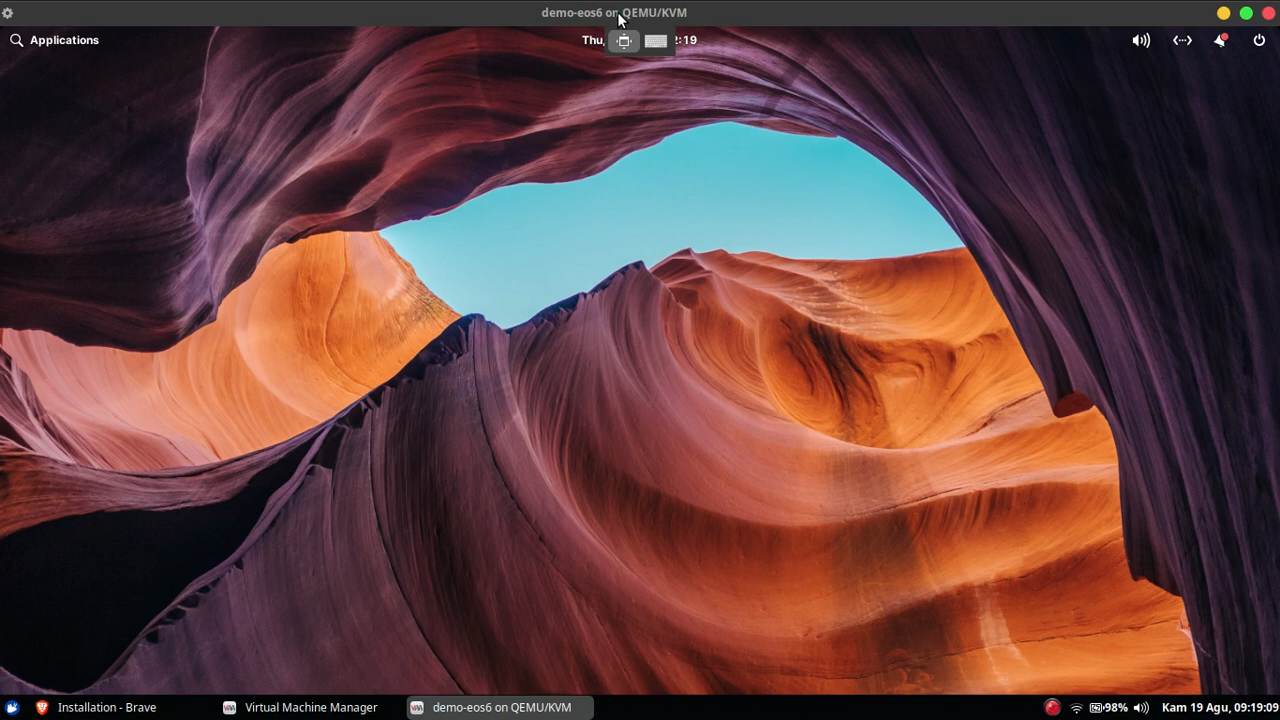 demo-eos6 on QEMU/KVM
Applications
Thu,
2:19
Installation - Brave
Virtual Machine Manager
demo-eos6 on QEMU/KVM
98%
Kam 19 Agu, 09:19:09